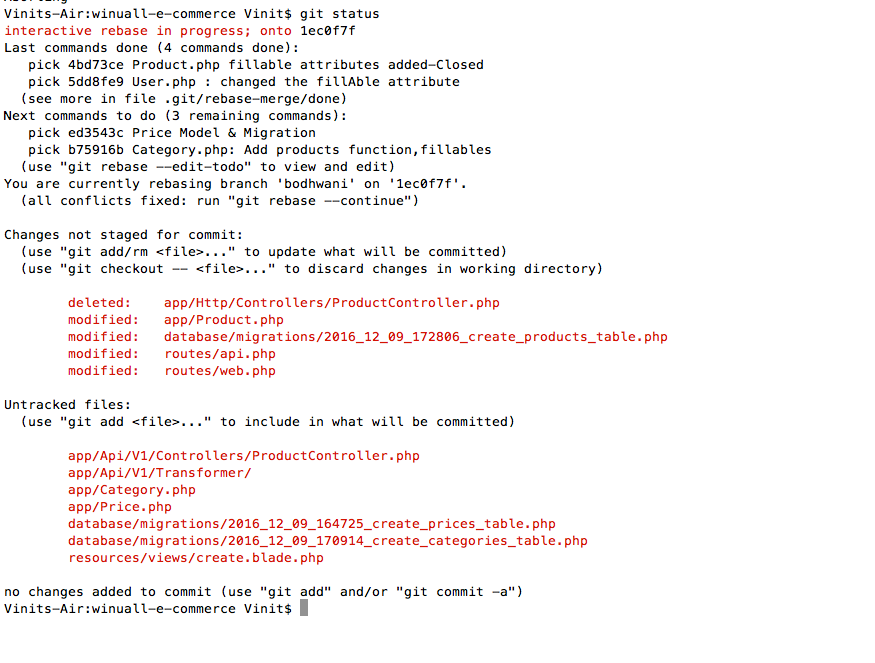 Vinits-Air:winuall-e-commerce Vinit$ git status
interactive rebase in progress; onto 1ec0f7f
Last commands done (4 commands done):
   pick 4bd73ce Product.php fillable attributes added-Closed
   pick 5dd8fe9 User.php : changed the fillAble attribute
  (see more in file .git/rebase-merge/done)
Next commands to do (3 remaining commands):
   pick ed3543c Price Model & Migration
   pick b75916b Category.php: Add products function,fillables
  (use "git rebase --edit-todo" to view and edit)
You are currently rebasing branch 'bodhwani' on '1ec0f7f'.
  (all conflicts fixed: run "git rebase --continue")
Changes not staged for commit:
  (use "git add/rm <file>..." to update what will be committed)
  (use "git checkout -- <file>..." to discard changes in working directory)
        deleted:    app/Http/Controllers/ProductController.php
        modified:   app/Product.php
        modified:   database/migrations/2016_12_09_172806_create_products_table.php
        modified:   routes/api.php
        modified:   routes/web.php
Untracked files:
  (use "git add <file>..." to include in what will be committed)
        app/Api/V1/Controllers/ProductController.php
        app/Api/V1/Transformer/
        app/Category.php
        app/Price.php
        database/migrations/2016_12_09_164725_create_prices_table.php
        database/migrations/2016_12_09_170914_create_categories_table.php
        resources/views/create.blade.php
no changes added to commit (use "git add" and/or "git commit -a")
Vinits-Air:winuall-e-commerce Vinit$